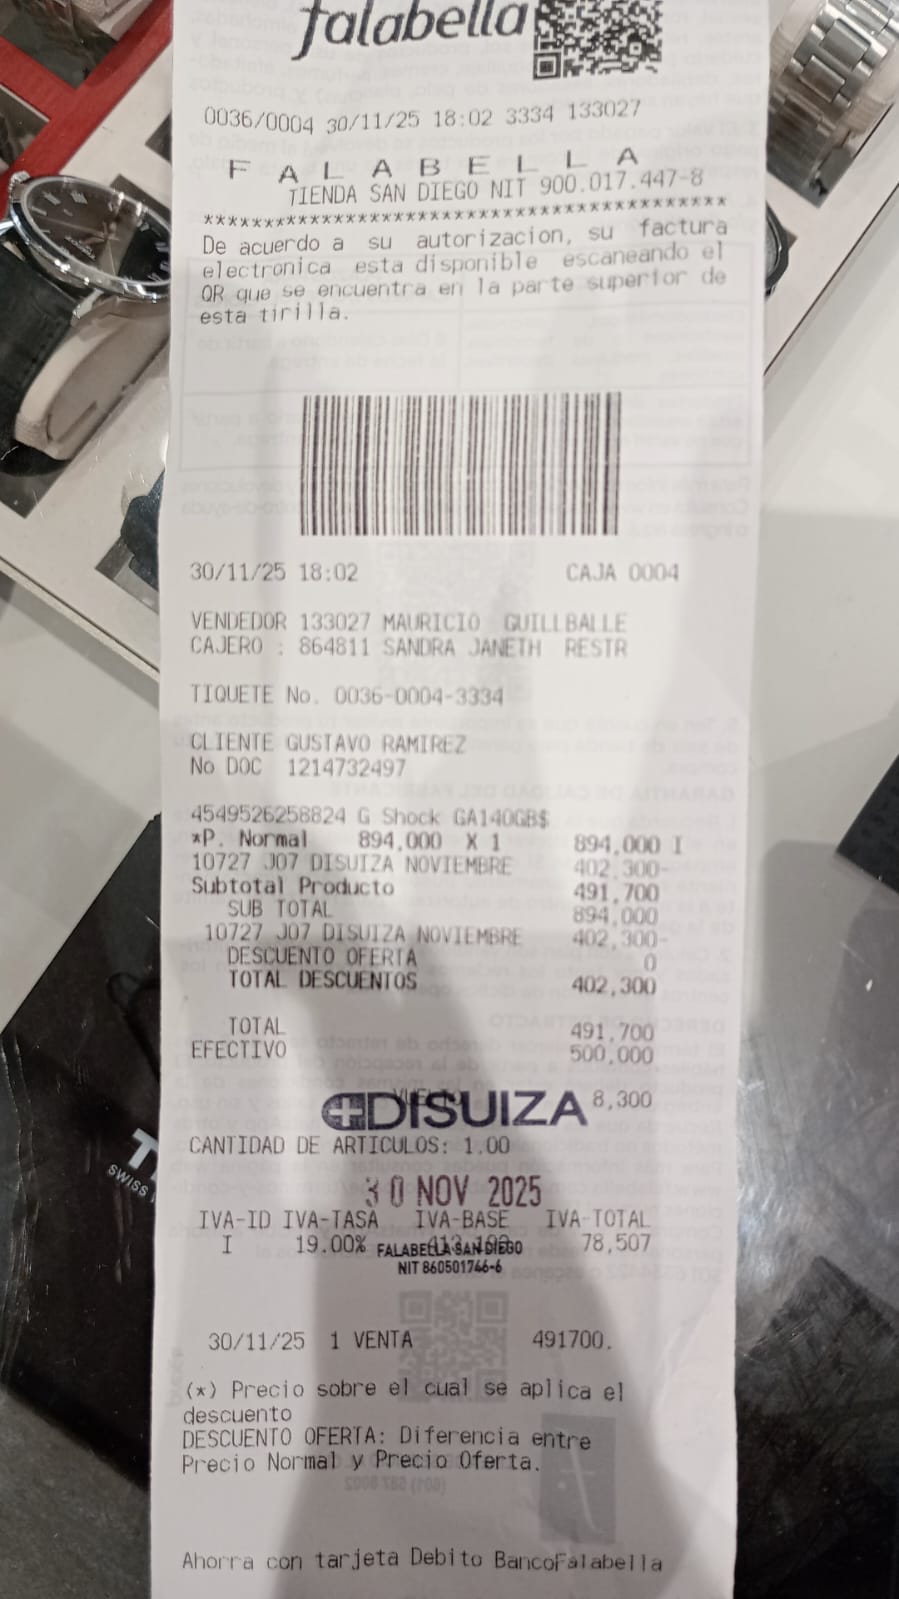 falabella
0036/0004 30/11/25 18:02 3334 133027
F A L A B E L L A
TIENDA SAN DIEGO NIT 900.017.447-8
********************************************
De acuerdo a su autorizacion, su factura
electronica esta disponible escaneando el
QR que se encuentra en la parte superior de
esta tirilla.
30/11/25 18:02 CAJA 0004
VENDEDOR 133027 MAURICIO GUILLBALLE
CAJERO : 864811 SANDRA JANETH RESTR
TIQUETE No. 0036-0004-3334
CLIENTE GUSTAVO RAMIREZ
No DOC 1214732497
4549526258824 G Shock GA140GB$
*P. Normal 894,000 X 1 894,000 I
10727 J07 DISUIZA NOVIEMBRE 402,300-
Subtotal Producto 491,700
SUB TOTAL 894,000
10727 J07 DISUIZA NOVIEMBRE 402,300-
DESCUENTO OFERTA 0
TOTAL DESCUENTOS 402,300
TOTAL 491,700
EFECTIVO 500,000
VUELTO 8,300
DISUIZA
CANTIDAD DE ARTICULOS: 1.00
30 NOV 2025
IVA-ID IVA-TASA IVA-BASE IVA-TOTAL
I 19.00% 78,507
FALABELLA SAN DIEGO
NIT 860501746-6
30/11/25 1 VENTA 491700.
(*) Precio sobre el cual se aplica el
descuento
DESCUENTO OFERTA: Diferencia entre
Precio Normal y Precio Oferta.
Ahorra con tarjeta Debito BancoFalabella
SWISS